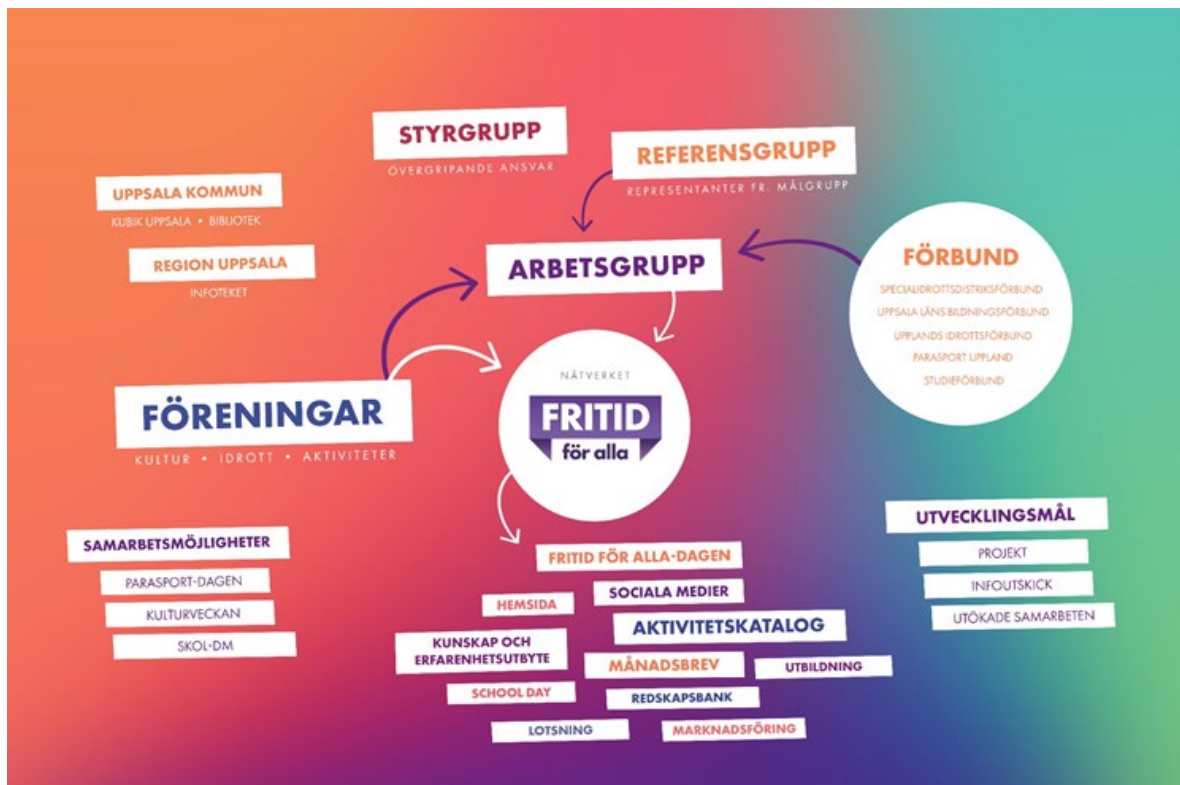 STYRGRUPP
ÖVERGRIPANDE ANSVAR
REFERENSGRUPP
REPRESENTANTER FR. MÅLGRUPP
UPPSALA KOMMUN
KUBIK UPPSALA • BIBLIOTEK
REGION UPPSALA
INFOTEKET
ARBETSGRUPP
FÖRBUND
SPECIALIDROTTSDISTRIKSFÖRBUND
UPPSALA LÄNS BILDNINGSFÖRBUND
UPPLANDS IDROTTSFÖRBUND
PARASPORT UPPLAND
STUDIEFÖRBUND
FÖRENINGAR
KULTUR • IDROTT • AKTIVITETER
NÄTVERKET
FRITID
för alla
SAMARBETSMÖJLIGHETER
PARASPORT-DAGEN
KULTURVECKAN
SKOL-DM
FRITID FÖR ALLA-DAGEN
SOCIALA MEDIER
HEMSIDA
AKTIVITETSKATALOG
KUNSKAP OCH
ERFARENHETSUTBYTE
MÅNADSBREV
UTBILDNING
SCHOOL DAY
REDSKAPSBANK
LOTSNING
MARKNADSFÖRING
UTVECKLINGSMÅL
PROJEKT
INFOUTSKICK
UTÖKADE SAMARBETEN